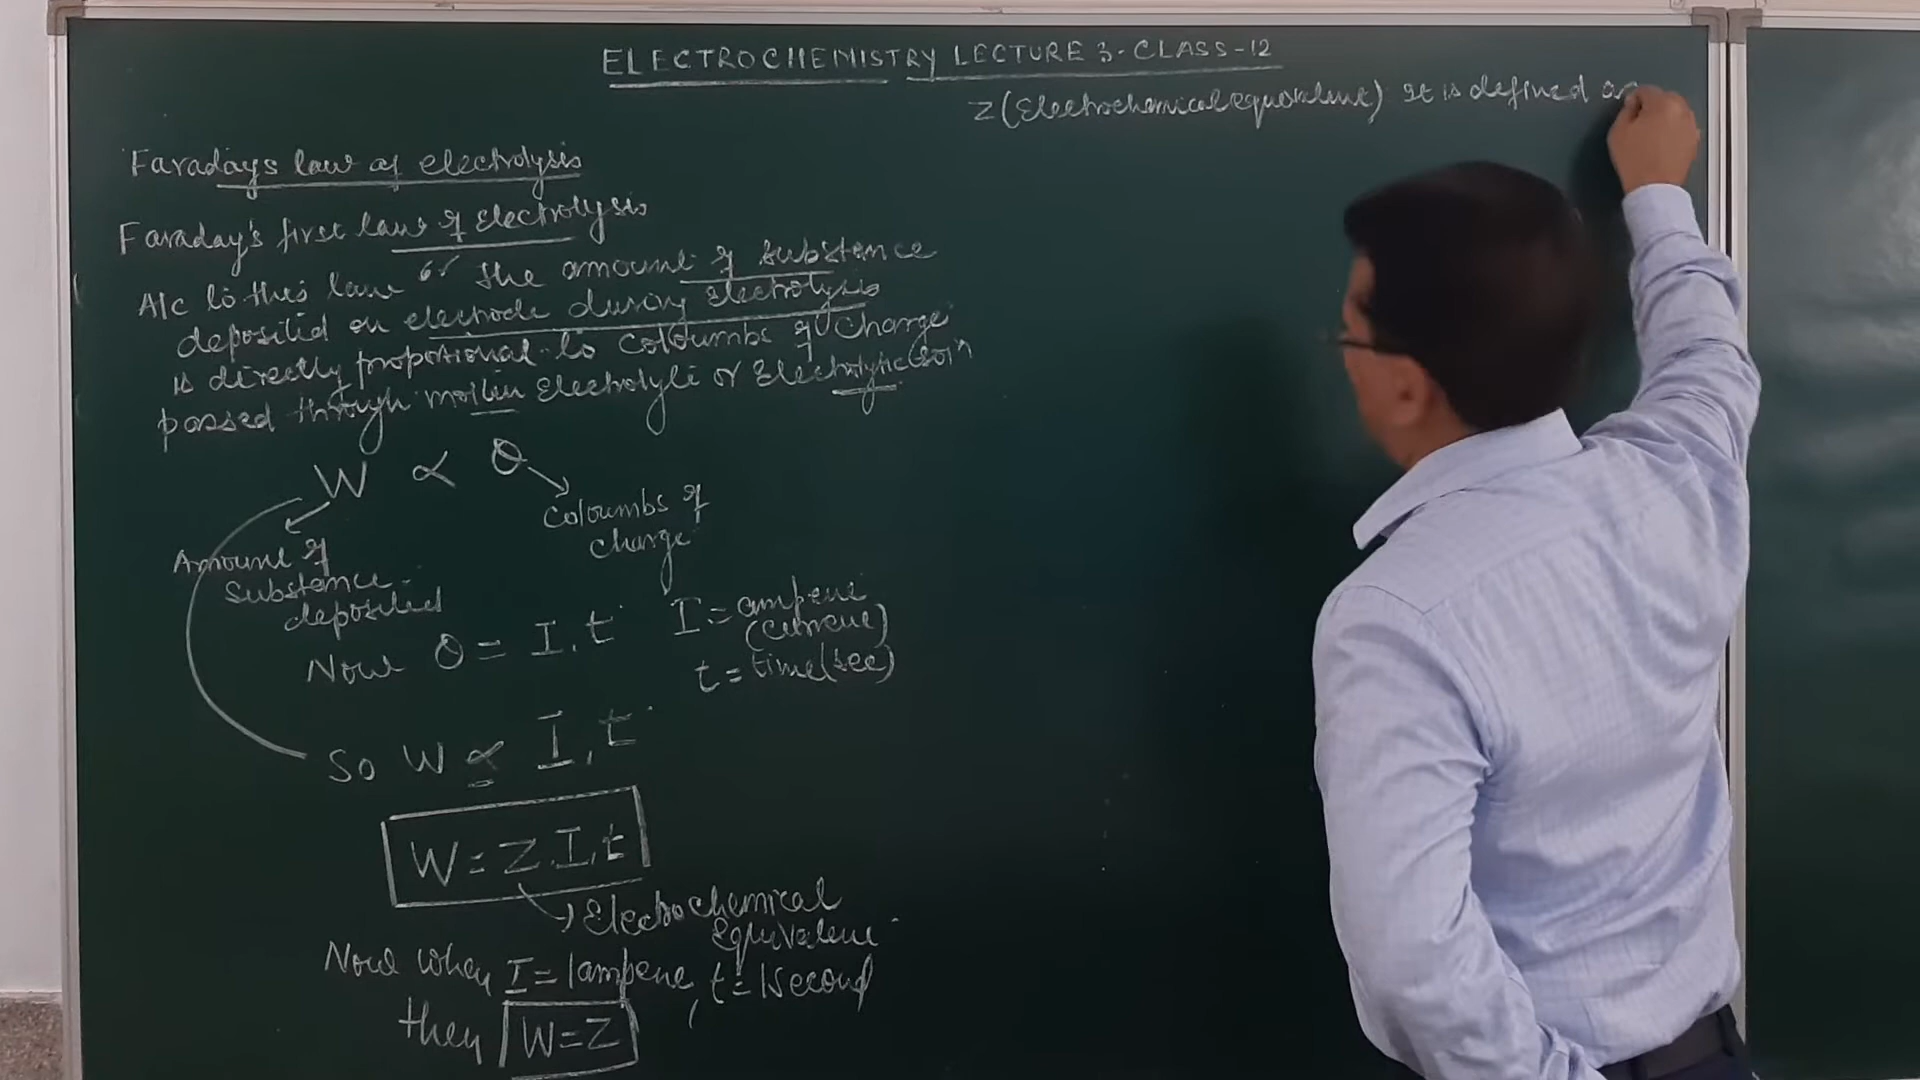 ELECTROCHEMISTRY LECTURE 3. CLASS-12
Z (Electrochemical equivalent) It is defined as
Faradays law of electrolysis
Faraday's first law of Electrolysis
A/c to this law “ The amount of substance
deposited on electrode during Electrolysis
is directly proportional to Coloumbs of Charge
passed through molten Electrolyte or Electrolytic soln
W ∝ Q
Coloumbs of
charge
Amount of
Substance
deposited
Now Q = I.t
I = ampere
(current)
t = time(sec)
So W ∝ I.t
W = Z.I.t
Electrochemical
Equivalent
Now when I = 1ampere, t = 1second
then W=Z